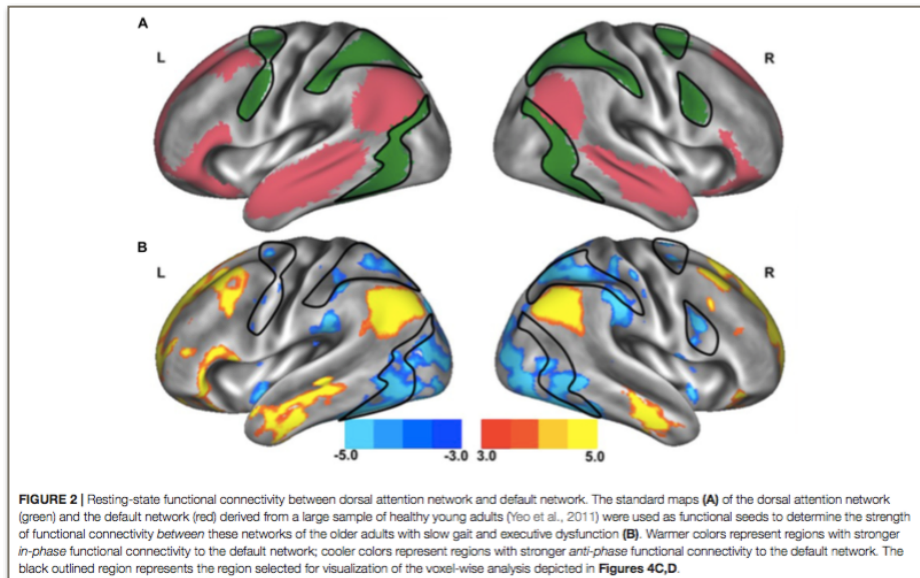 A
L
R
B
L
R
-5.0 -3.0 3.0 5.0
FIGURE 2 | Resting-state functional connectivity between dorsal attention network and default network. The standard maps (A) of the dorsal attention network
(green) and the default network (red) derived from a large sample of healthy young adults (Yeo et al., 2011) were used as functional seeds to determine the strength
of functional connectivity between these networks of the older adults with slow gait and executive dysfunction (B). Warmer colors represent regions with stronger
in-phase functional connectivity to the default network; cooler colors represent regions with stronger anti-phase functional connectivity to the default network. The
black outlined region represents the region selected for visualization of the voxel-wise analysis depicted in Figures 4C,D.